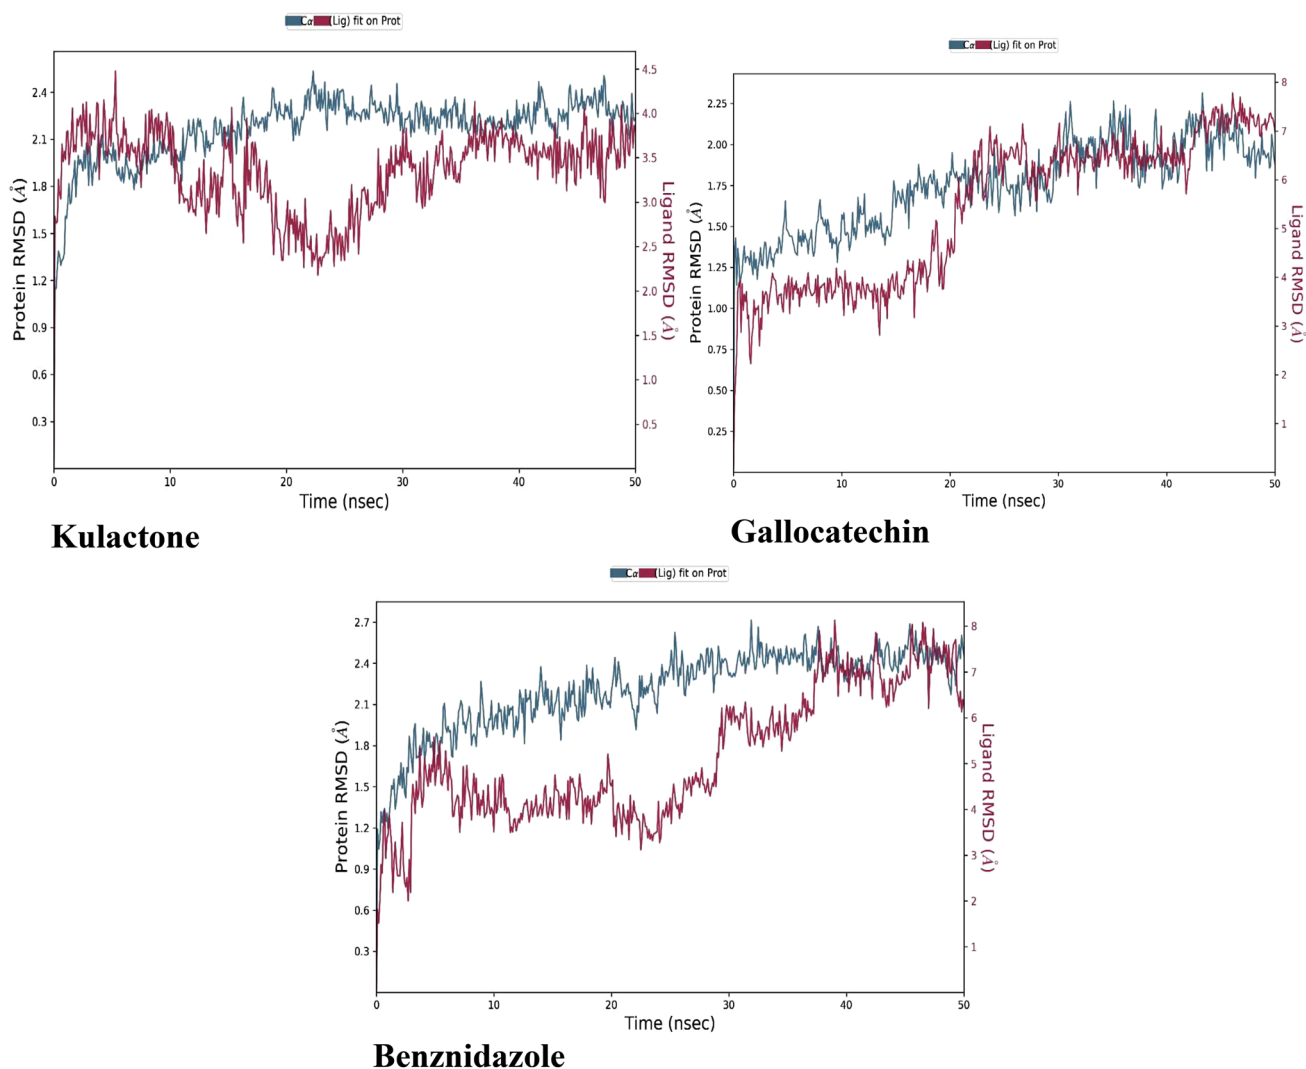 Cα (Lig) fit on Prot
Protein RMSD (Å)
2.4
2.1
1.8
1.5
1.2
0.9
0.6
0.3
4.5
4.0
3.5
3.0
2.5
2.0
1.5
1.0
0.5
Ligand RMSD (Å)
0 10 20 30 40 50
Time (nsec)
Kulactone
Cα (Lig) fit on Prot
Protein RMSD (Å)
2.25
2.00
1.75
1.50
1.25
1.00
0.75
0.50
0.25
8
7
6
5
4
3
2
1
Ligand RMSD (Å)
0 10 20 30 40 50
Time (nsec)
Gallocatechin
Cα (Lig) fit on Prot
Protein RMSD (Å)
2.7
2.4
2.1
1.8
1.5
1.2
0.9
0.6
0.3
8
7
6
5
4
3
2
1
Ligand RMSD (Å)
0 10 20 30 40 50
Time (nsec)
Benznidazole